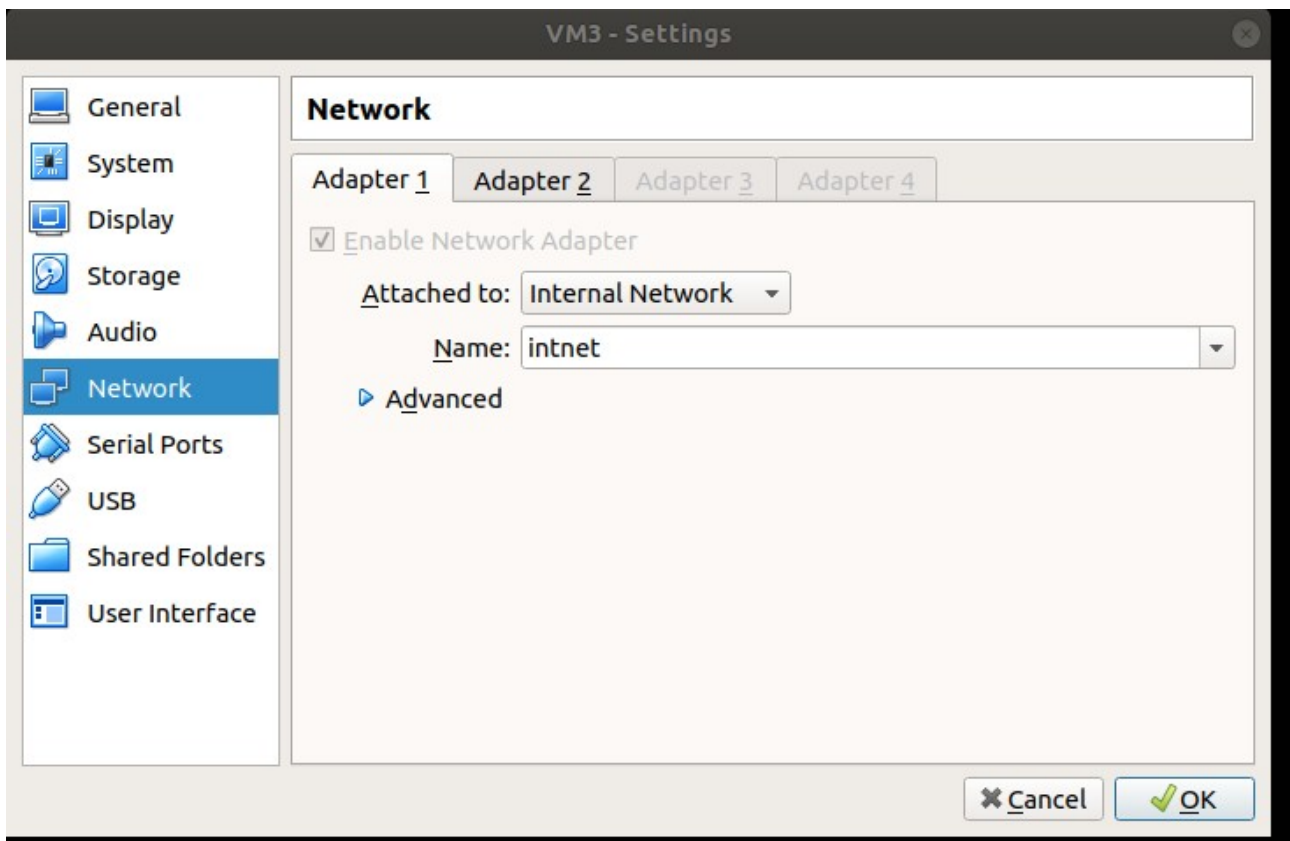 VM3 - Settings
General
System
Display
Storage
Audio
Network
Serial Ports
USB
Shared Folders
User Interface
Network
Adapter 1 Adapter 2 Adapter 3 Adapter 4
Enable Network Adapter
Attached to: Internal Network
Name: intnet
Advanced
Cancel OK